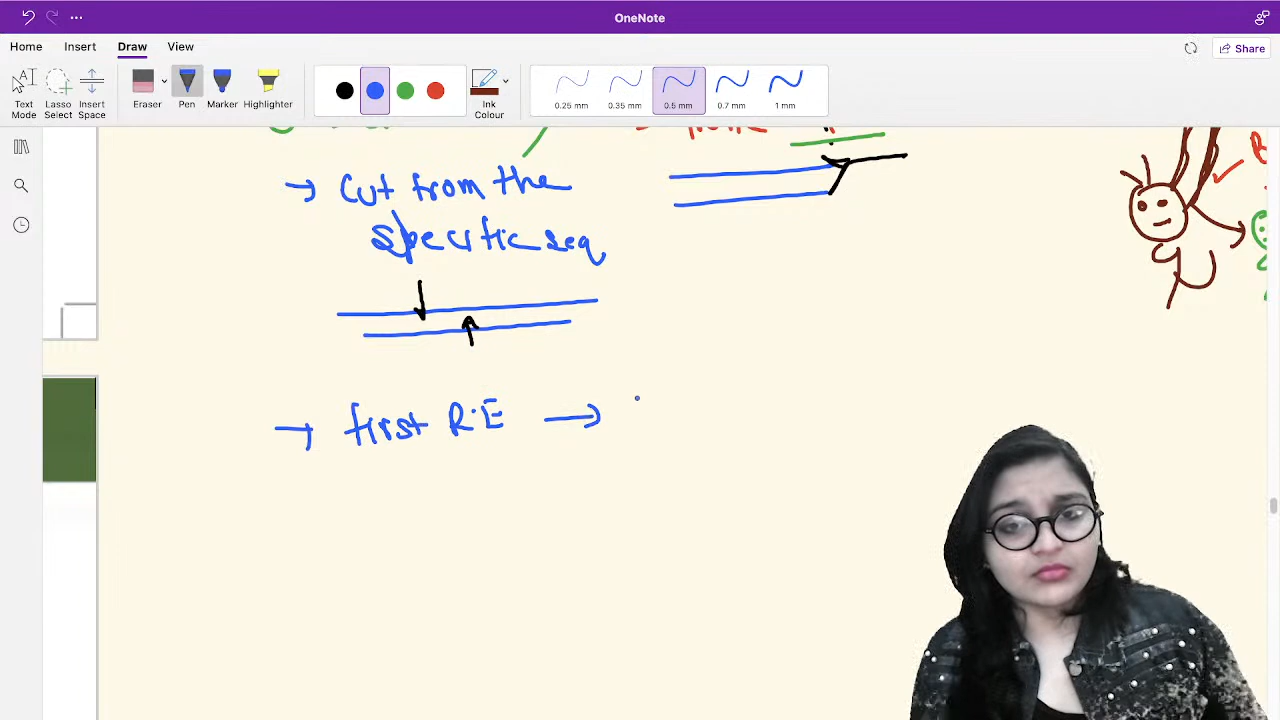 OneNote
Home Insert Draw View
Share
Text Mode
Lasso Select
Insert Space
Eraser
Pen
Marker
Highlighter
Ink Colour
0.25 mm
0.35 mm
0.5 mm
0.7 mm
1 mm
→ Cut from the
specific seq
→ first R.E →